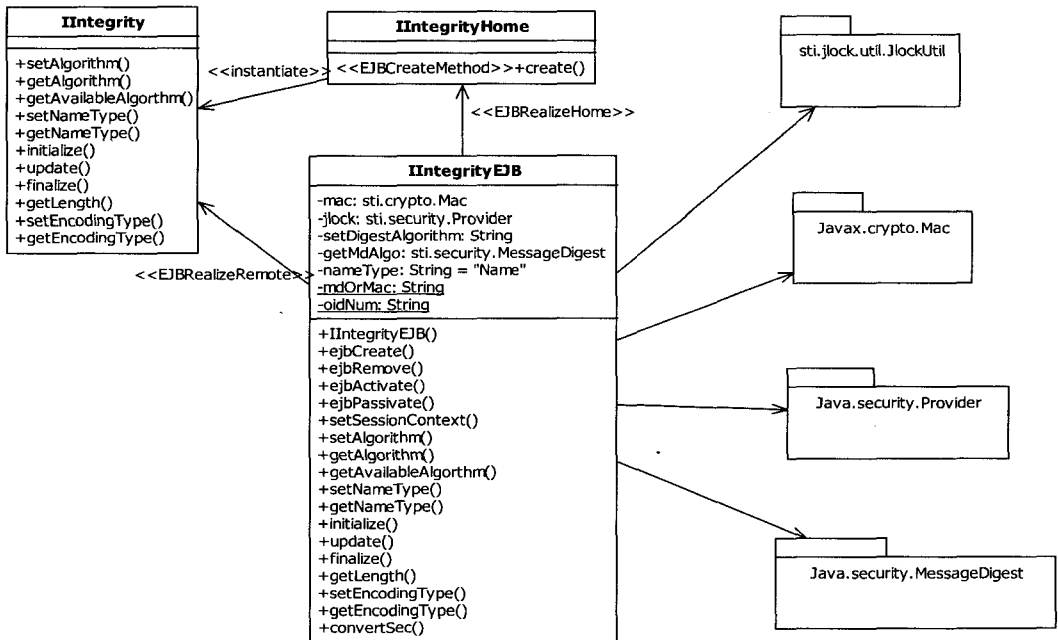 IIntegrity
+setAlgorithm()
+getAlgorithm()
+getAvailableAlgorthm()
+setNameType()
+getNameType()
+initialize()
+update()
+finalize()
+getLength()
+setEncodingType()
+getEncodingType()
<<instantiate>>
IIntegrityHome
<<EJBCreateMethod>>+create()
<<EJBRealizeHome>>
<<EJBRealizeRemote>>
IIntegrityEJB
-mac: sti.crypto.Mac
-jlock: sti.security.Provider
-setDigestAlgorithm: String
-getMdAlgo: sti.security.MessageDigest
-nameType: String = "Name"
-mdOrMac: String
-oidNum: String
+IIntegrityEJB()
+ejbCreate()
+ejbRemove()
+ejbActivate()
+ejbPassivate()
+setSessionContext()
+setAlgorithm()
+getAlgorithm()
+getAvailableAlgorthm()
+setNameType()
+getNameType()
+initialize()
+update()
+finalize()
+getLength()
+setEncodingType()
+getEncodingType()
+convertSec()
sti.jlock.util.JlockUtil
Javax.crypto.Mac
Java.security.Provider
Java.security.MessageDigest